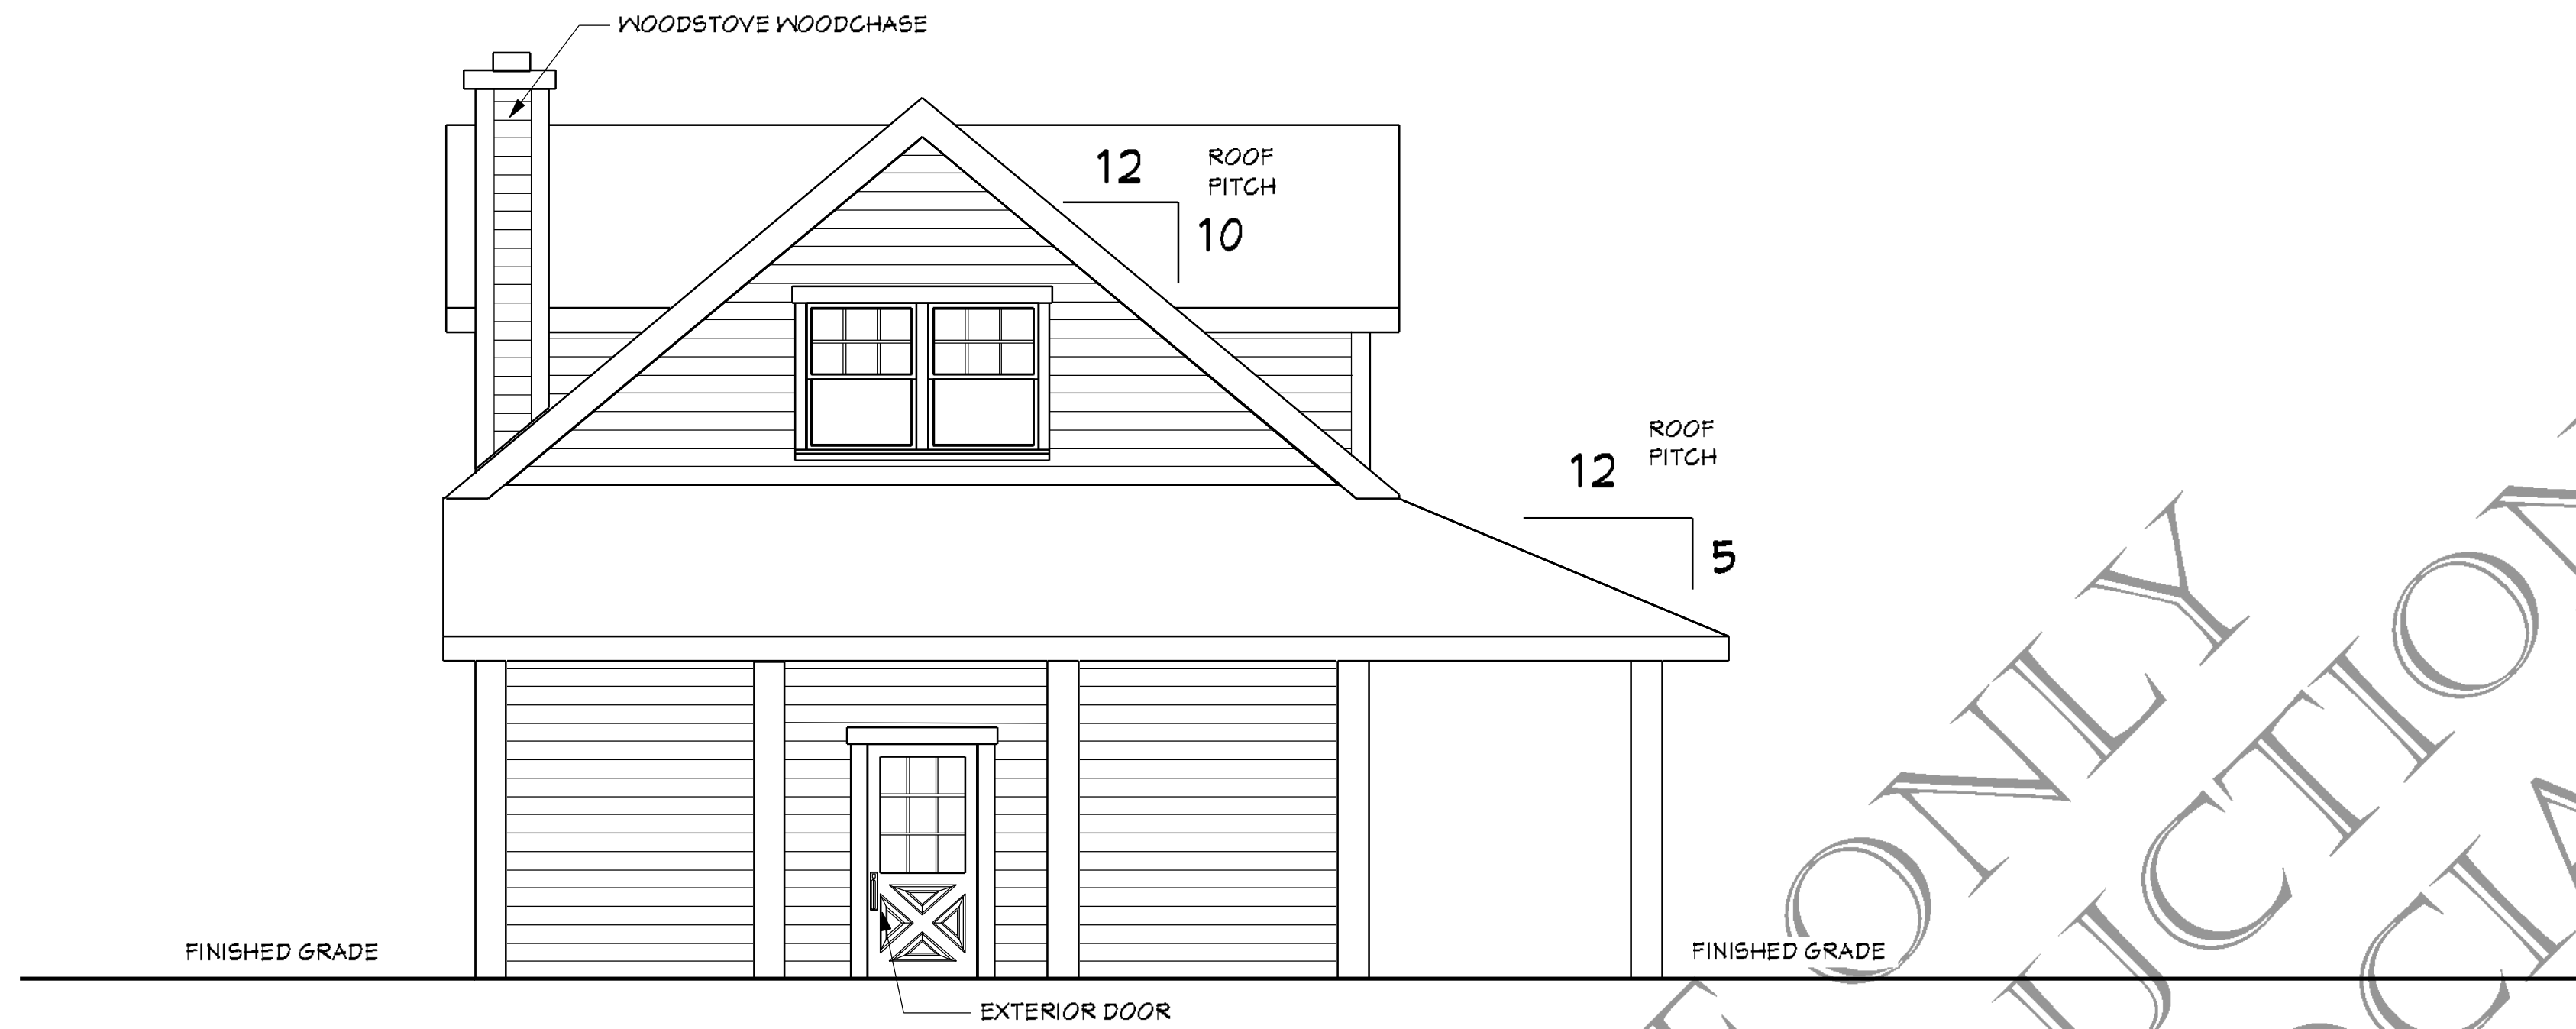 WOODSTOVE WOODCHASE
12
ROOF
PITCH
10
ROOF
PITCH
12
5
ONLY
FINISHED GRADE
FINISHED GRADE
EXTERIOR DOOR